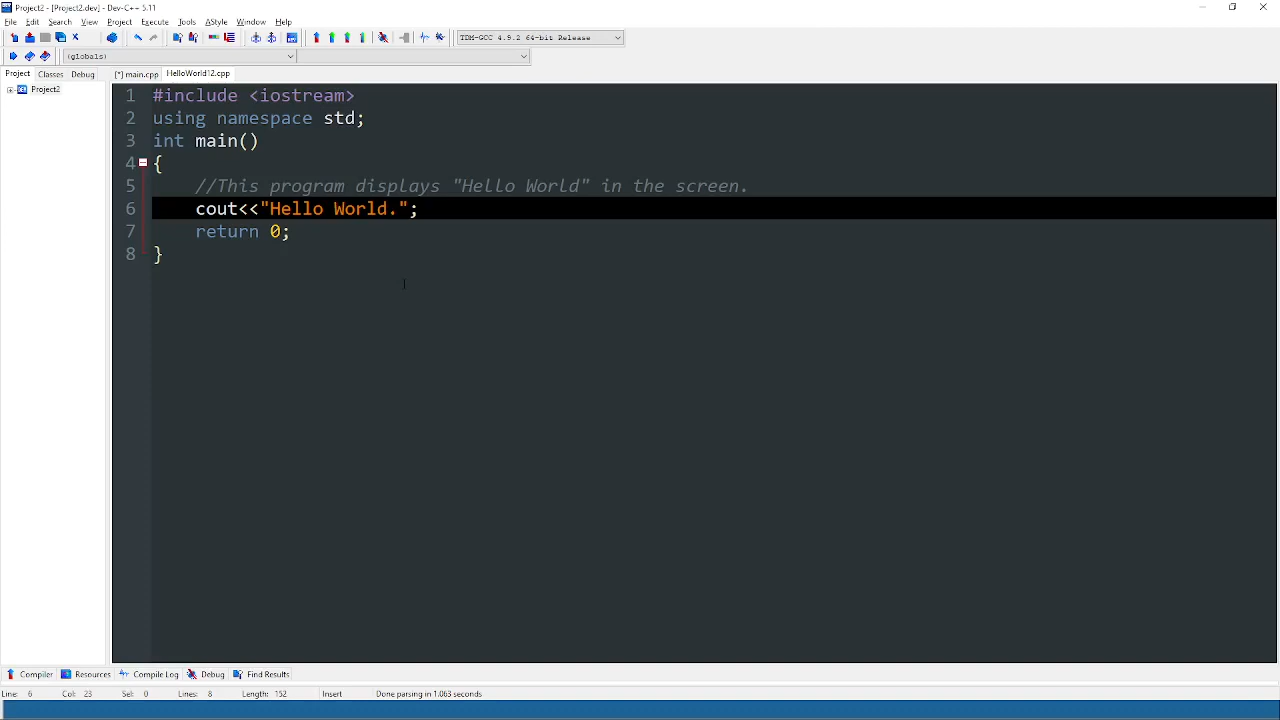 Project2 - [Project2.dev] - Dev-C++ 5.11
File Edit Search View Project Execute Tools AStyle Window Help
TDM-GCC 4.9.2 64-bit Release
(globals)
Project Classes Debug [*] main.cpp HelloWorld12.cpp
Project2
1 #include <iostream>
2 using namespace std;
3 int main()
4 {
5 //This program displays "Hello World" in the screen.
6 cout<<"Hello World.";
7 return 0;
8 }
Compiler Resources Compile Log Debug Find Results
Line: 6 Col: 23 Sel: 0 Lines: 8 Length: 152 Insert Done parsing in 1.063 seconds